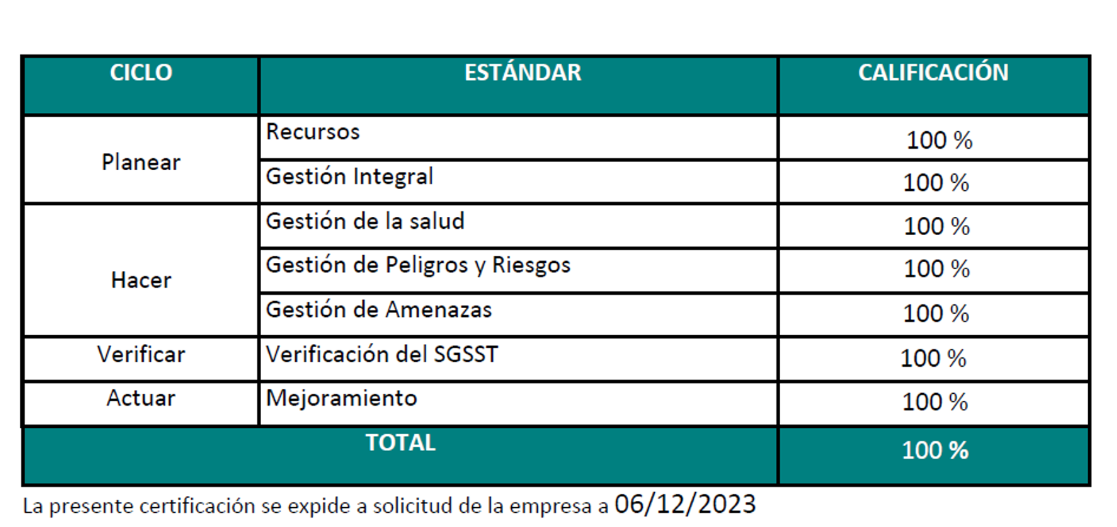 CICLO ESTÁNDAR CALIFICACIÓN
Planear
Recursos 100 %
Gestión Integral 100 %
Hacer
Gestión de la salud 100 %
Gestión de Peligros y Riesgos 100 %
Gestión de Amenazas 100 %
Verificar Verificación del SGSST 100 %
Actuar Mejoramiento 100 %
TOTAL 100 %
La presente certificación se expide a solicitud de la empresa a 06/12/2023